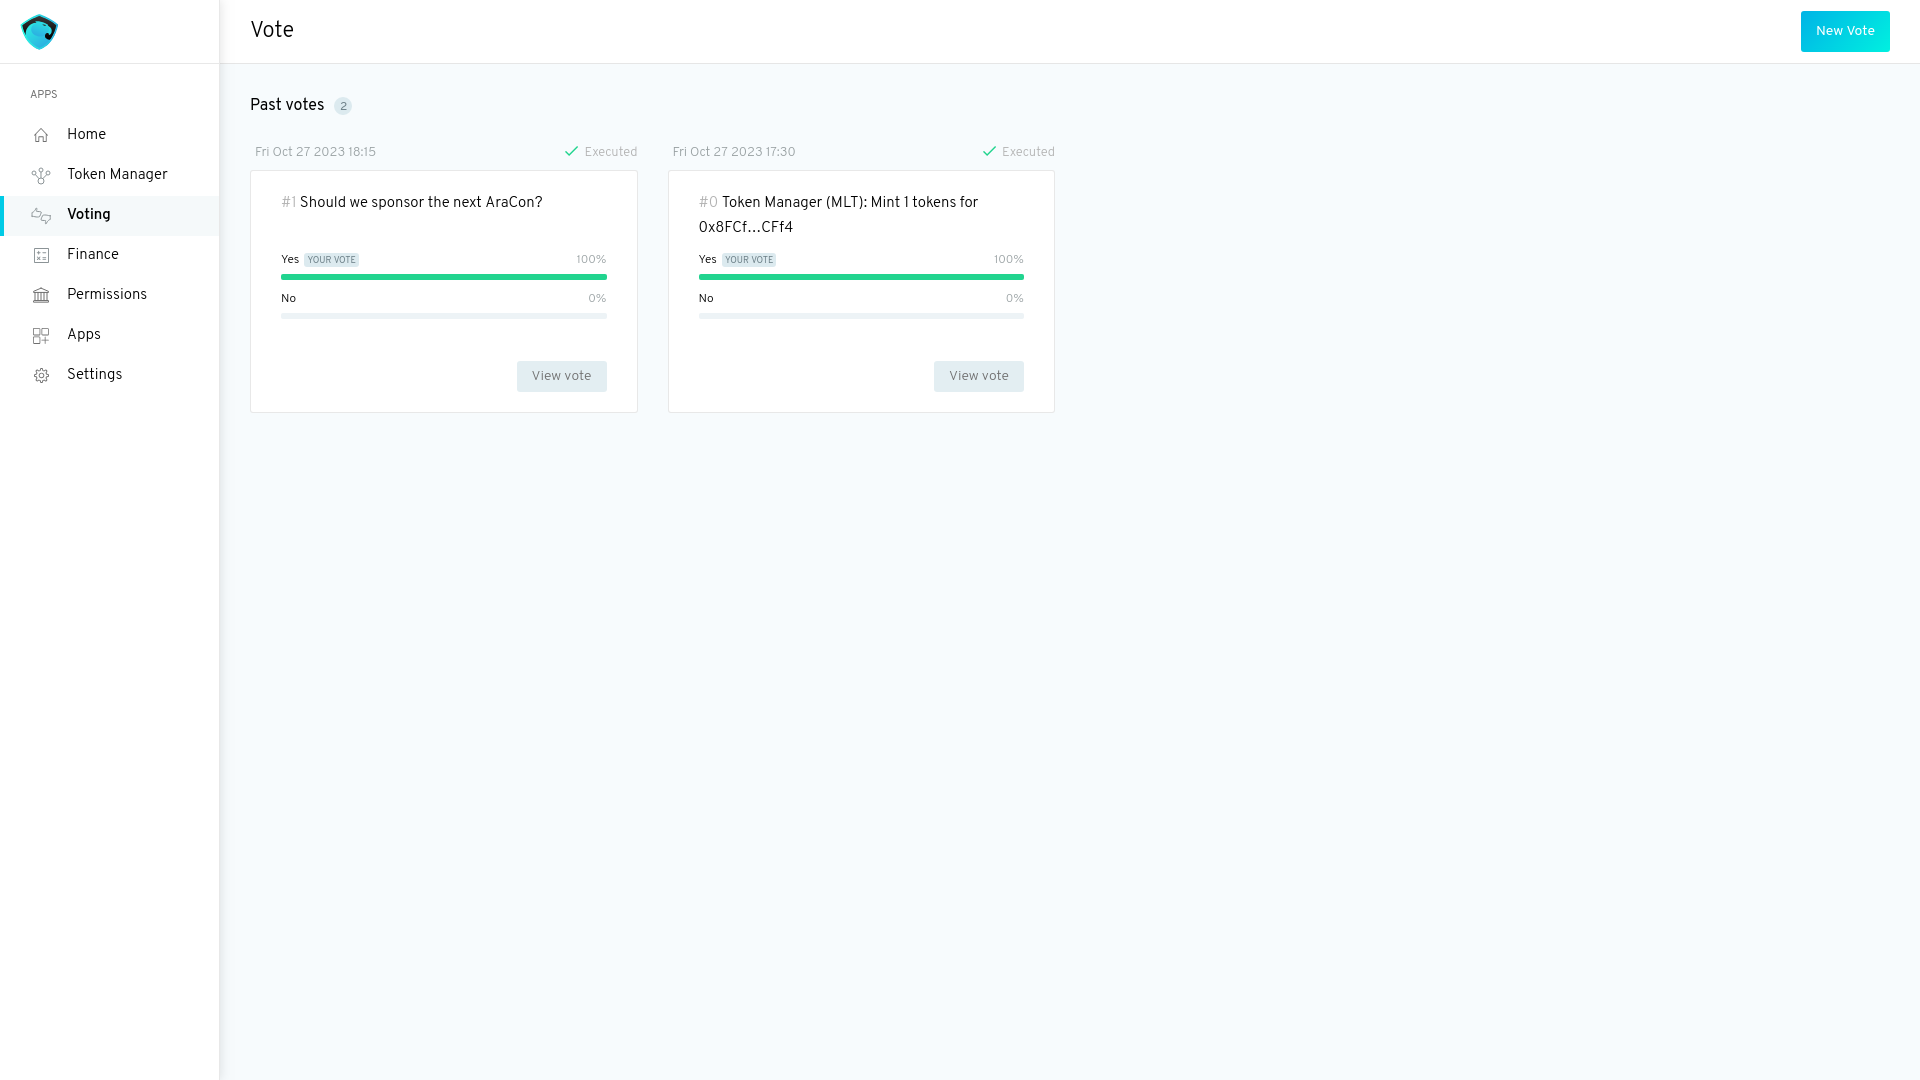 Vote
New Vote
APPS
Home
Token Manager
Voting
Finance
Permissions
Apps
Settings
Past votes 2
Fri Oct 27 2023 18:15 Executed
#1 Should we sponsor the next AraCon?
Yes YOUR VOTE 100%
No 0%
View vote
Fri Oct 27 2023 17:30 Executed
#0 Token Manager (MLT): Mint 1 tokens for
0x8FCf…CFf4
Yes YOUR VOTE 100%
No 0%
View vote